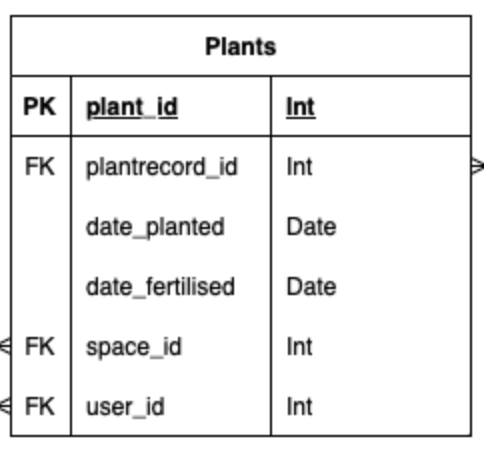 Plants
PK plant_id Int
FK plantrecord_id Int
date_planted Date
date_fertilised Date
FK space_id Int
FK user_id Int